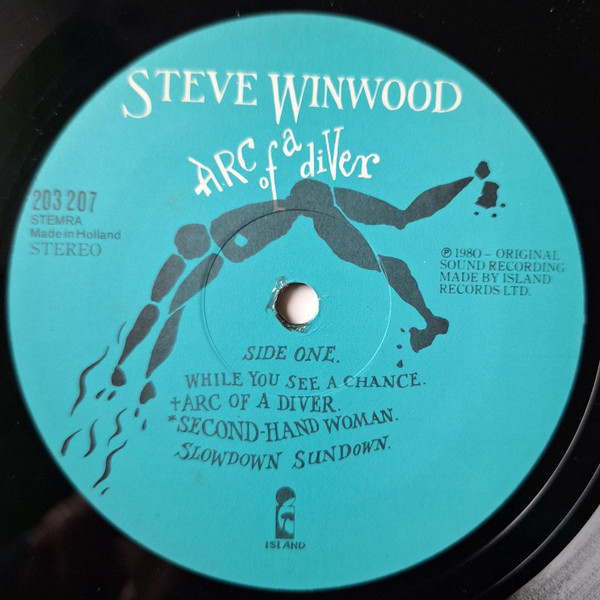 STEVE WINWOOD
ARC of a diVer
203 207
STEMRA
Made in Holland
STEREO
℗ 1980 – ORIGINAL
SOUND RECORDING
MADE BY ISLAND
RECORDS LTD.
SIDE ONE.
WHILE YOU SEE A CHANCE.
†ARC OF A DIVER.
*SECOND-HAND WOMAN.
SLOWDOWN SUNDOWN.
ISLAND